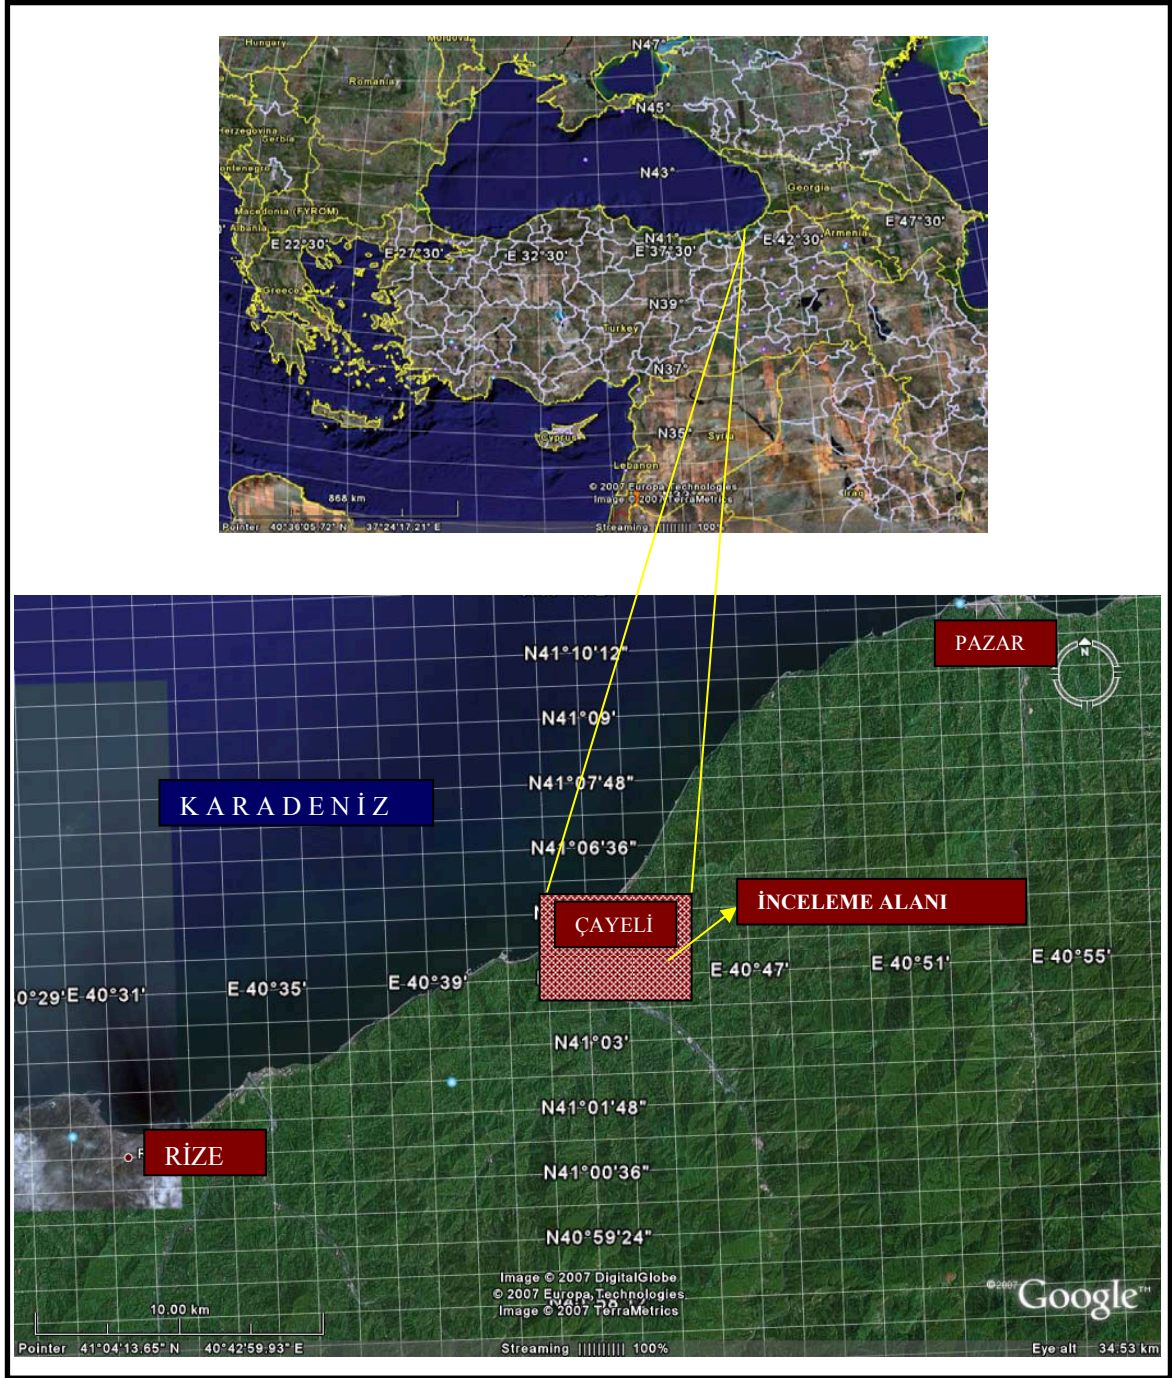 Hungary
Moldova
N47°
Romania
N45°
Herzegovina
Serbia
N43°
ontenegro
Georgia
Macedonia (FYROM)
Albania
E 22°30'
E 27°30'
E 32°30'
N41°
E 37°30'
E 42°30'
Armenia
E 47°30'
Greece
N39°
Turkey
N37°
Cyprus
N35°
Syria
Lebanon
© 2007 Europa Technologies
Image © 2007 TerraMetrics
Iraq
868 km
Pointer 40°36'05.72" N 37°24'17.21" E
Streaming 100%
N41°10'12"
PAZAR
N
N41°09'
N41°07'48"
KARADENİZ
N41°06'36"
İNCELEME ALANI
ÇAYELİ
0°29'
E 40°31'
E 40°35'
E 40°39'
E 40°47'
E 40°51'
E 40°55'
N41°03'
N41°01'48"
RİZE
N41°00'36"
N40°59'24"
Image © 2007 DigitalGlobe
© 2007 Europa Technologies
Image © 2007 TerraMetrics
©2007 Google™
10.00 km
Pointer 41°04'13.65" N 40°42'59.93" E
Streaming 100%
Eye alt 34.53 km